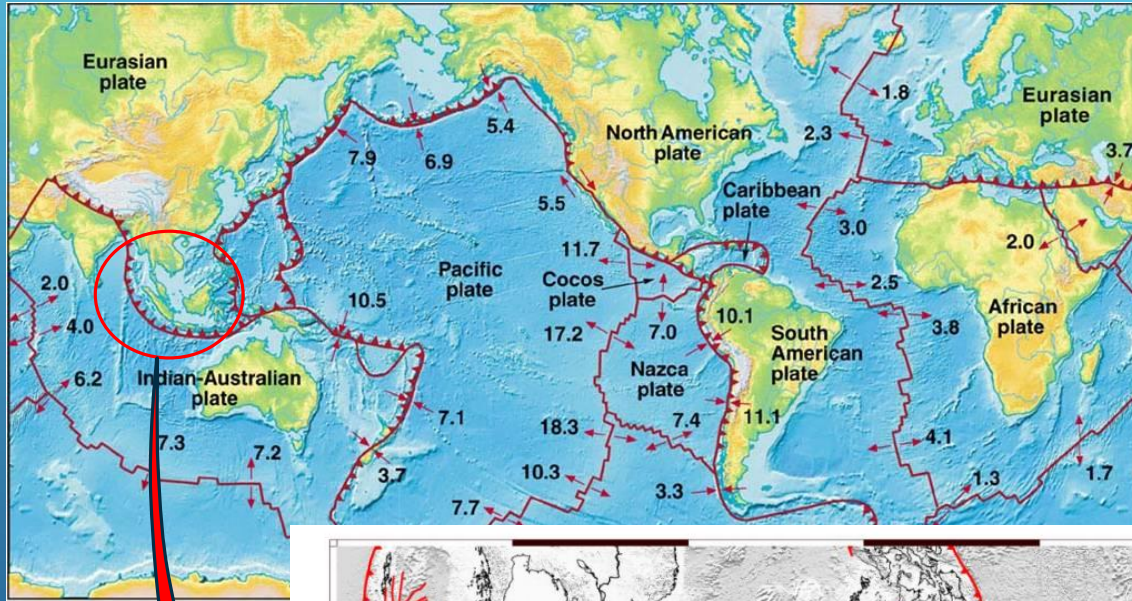 Eurasian
plate
Eurasian
plate
1.8
2.3
North American
plate
3.7
5.4
7.9
6.9
Caribbean
plate
5.5
3.0
2.0
11.7
Pacific
plate
Cocos
plate
2.0
2.5
African
plate
10.5
4.0
17.2
7.0
10.1
3.8
South
American
plate
6.2
Indian-Australian
plate
Nazca
plate
7.1
7.4
11.1
7.3
7.2
18.3
4.1
3.7
10.3
3.3
1.3
1.7
7.7